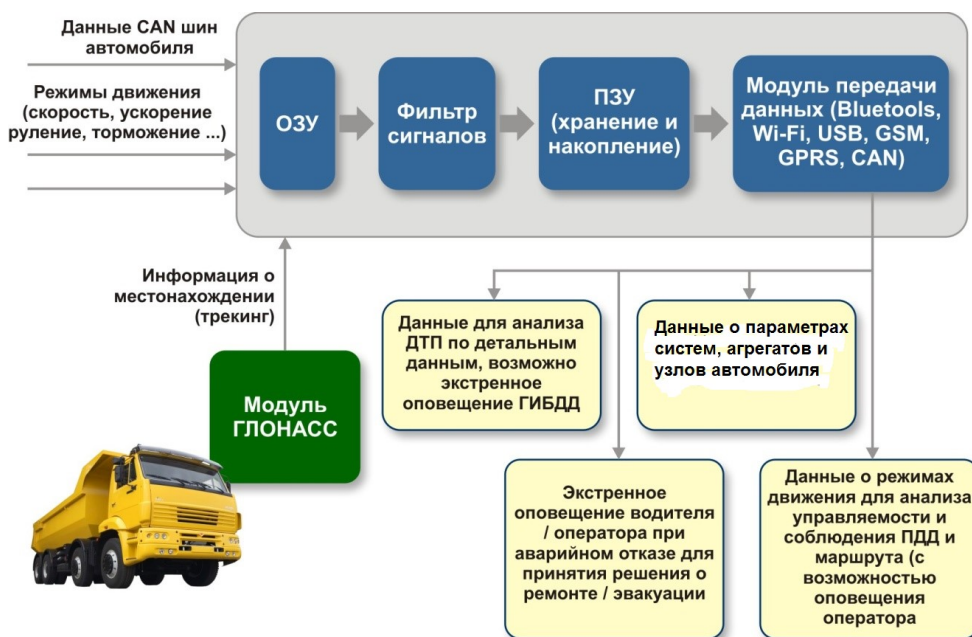 Данные CAN шин
автомобиля
Режимы движения
(скорость, ускорение
руление, торможение ...)
ОЗУ
Фильтр
сигналов
ПЗУ
(хранение и
накопление)
Модуль передачи
данных (Bluetools,
Wi-Fi, USB, GSM,
GPRS, CAN)
Информация о
местонахождении
(трекинг)
Модуль
ГЛОНАСС
Данные для анализа
ДТП по детальным
данным, возможно
экстренное
оповещение ГИБДД
Данные о параметрах
систем, агрегатов и
узлов автомобиля
Экстренное
оповещение водителя
/ оператора при
аварийном отказе для
принятия решения о
ремонте / эвакуации
Данные о режимах
движения для анализа
управляемости и
соблюдения ПДД и
маршрута (с
возможностью
оповещения
оператора